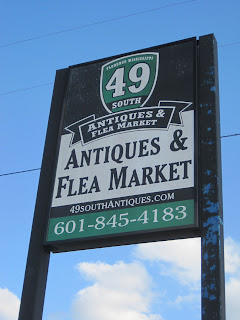 FLORENCE MISSISSIPPI
49
SOUTH
ANTIQUES &
FLEA MARKET
ANTIQUES &
FLEA MARKET
49SOUTHANTIQUES.COM
601-845-4183